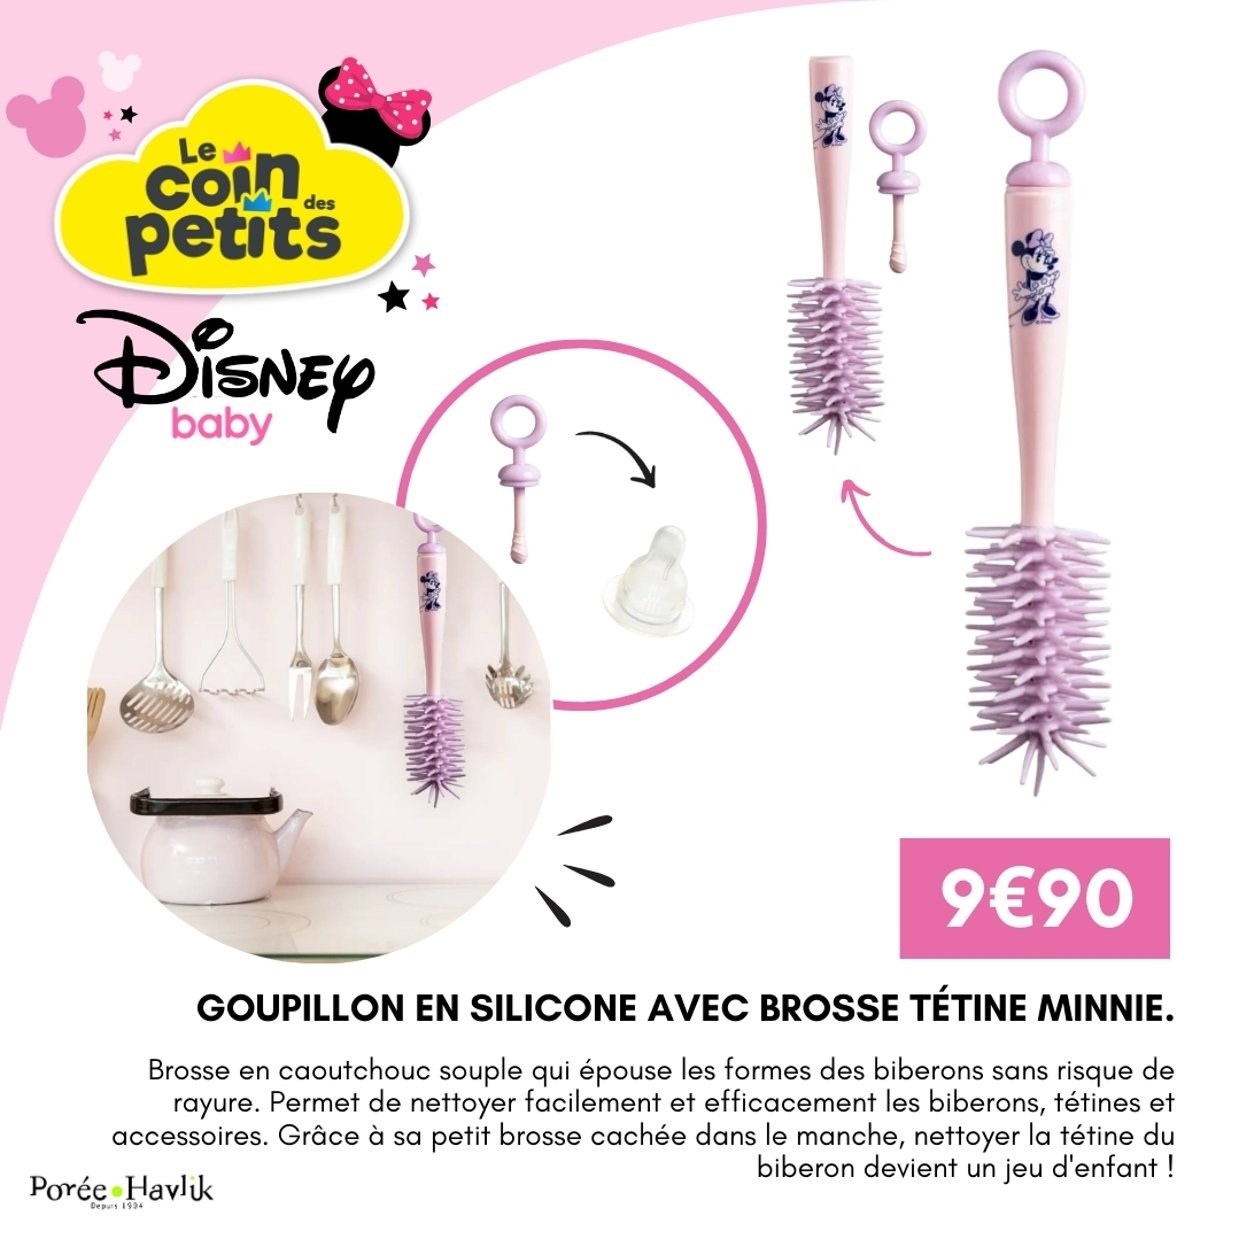 Le
coin
des
petits
Disney
baby
9€90
GOUPILLON EN SILICONE AVEC BROSSE TÉTINE MINNIE.
Brosse en caoutchouc souple qui épouse les formes des biberons sans risque de
rayure. Permet de nettoyer facilement et efficacement les biberons, tétines et
accessoires. Grâce à sa petit brosse cachée dans le manche, nettoyer la tétine du
biberon devient un jeu d'enfant !
Porée•Havlik
Depuis 1934